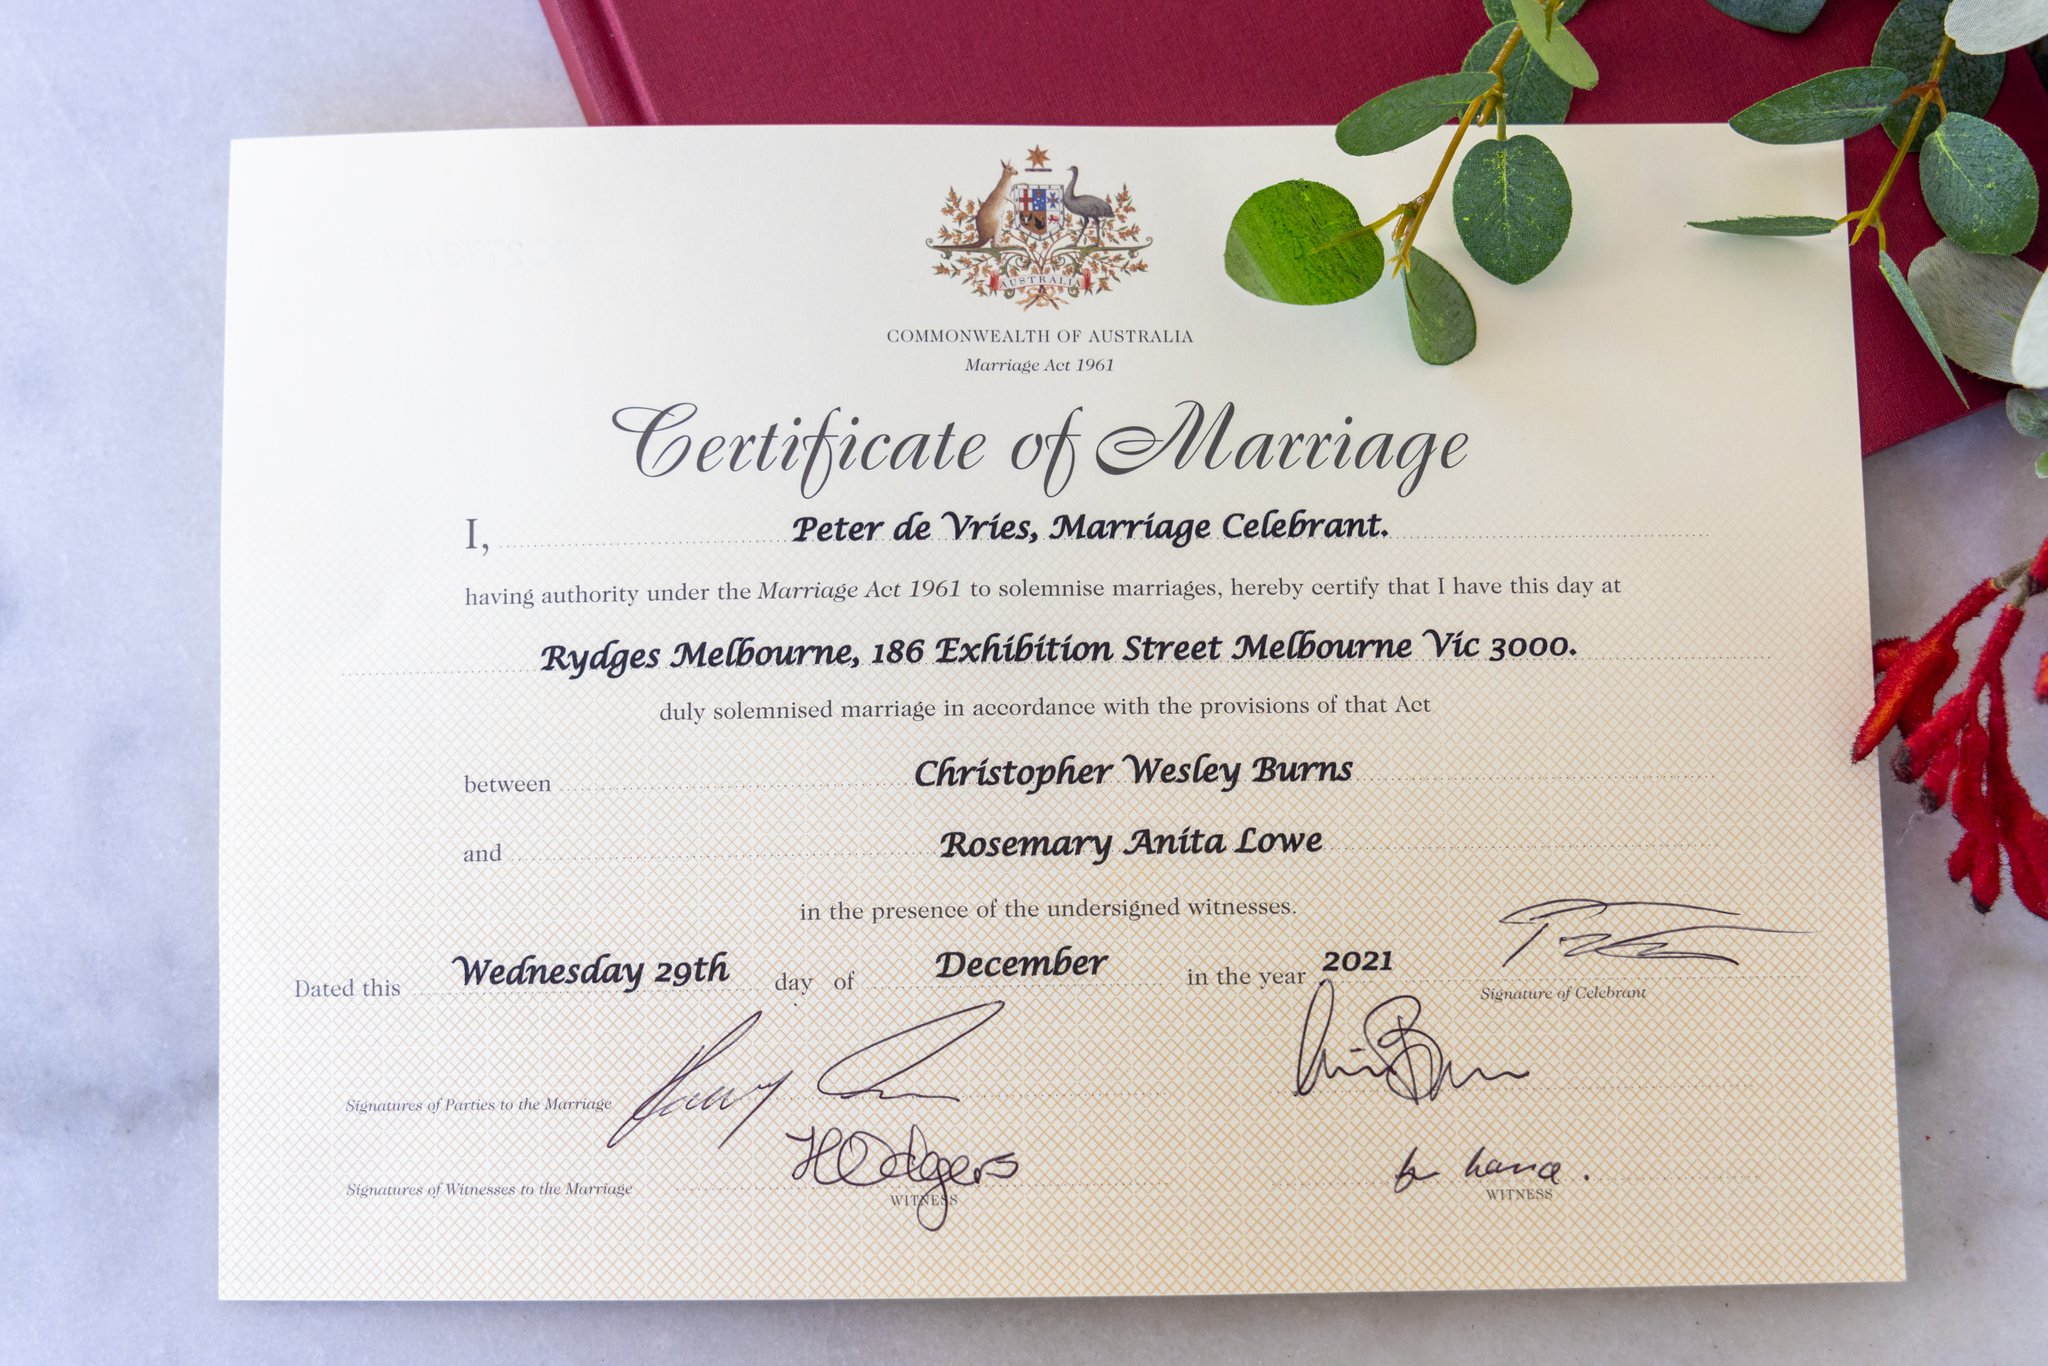 AUSTRALIA
COMMONWEALTH OF AUSTRALIA
Marriage Act 1961
Certificate of Marriage
I, Peter de Vries, Marriage Celebrant.
having authority under the Marriage Act 1961 to solemnise marriages, hereby certify that I have this day at
Rydges Melbourne, 186 Exhibition Street Melbourne Vic 3000.
duly solemnised marriage in accordance with the provisions of that Act
between Christopher Wesley Burns
and Rosemary Anita Lowe
in the presence of the undersigned witnesses.
Dated this Wednesday 29th day of December in the year 2021
Signature of Celebrant
Signatures of Parties to the Marriage
Signatures of Witnesses to the Marriage HOdgers
WITNESS WITNESS